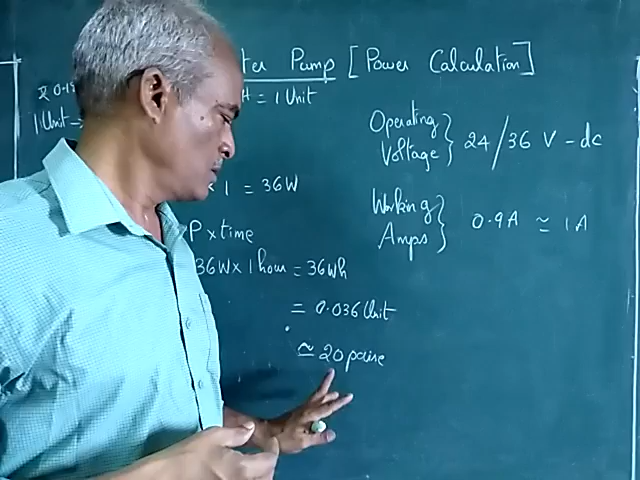 ter Pump [Power Calculation]
= 1 Unit
1 Unit
Operating Voltage } 24/36 V - dc
× 1 = 36W
Working Amps } 0.9A ≃ 1A
P × time
36W × 1 hour = 36Wh
= 0.036 Unit
≃ 20 paise